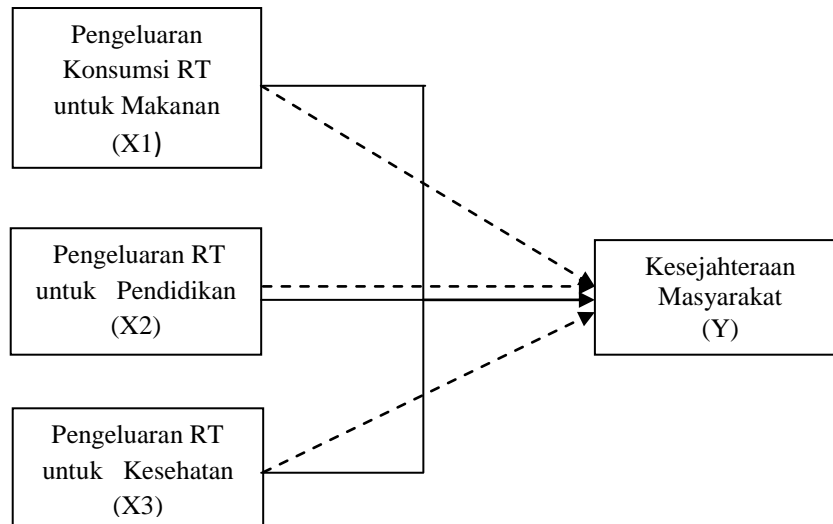 Pengeluaran
Konsumsi RT
untuk Makanan
(X1)
Pengeluaran RT
untuk Pendidikan
(X2)
Pengeluaran RT
untuk Kesehatan
(X3)
Kesejahteraan
Masyarakat
(Y)